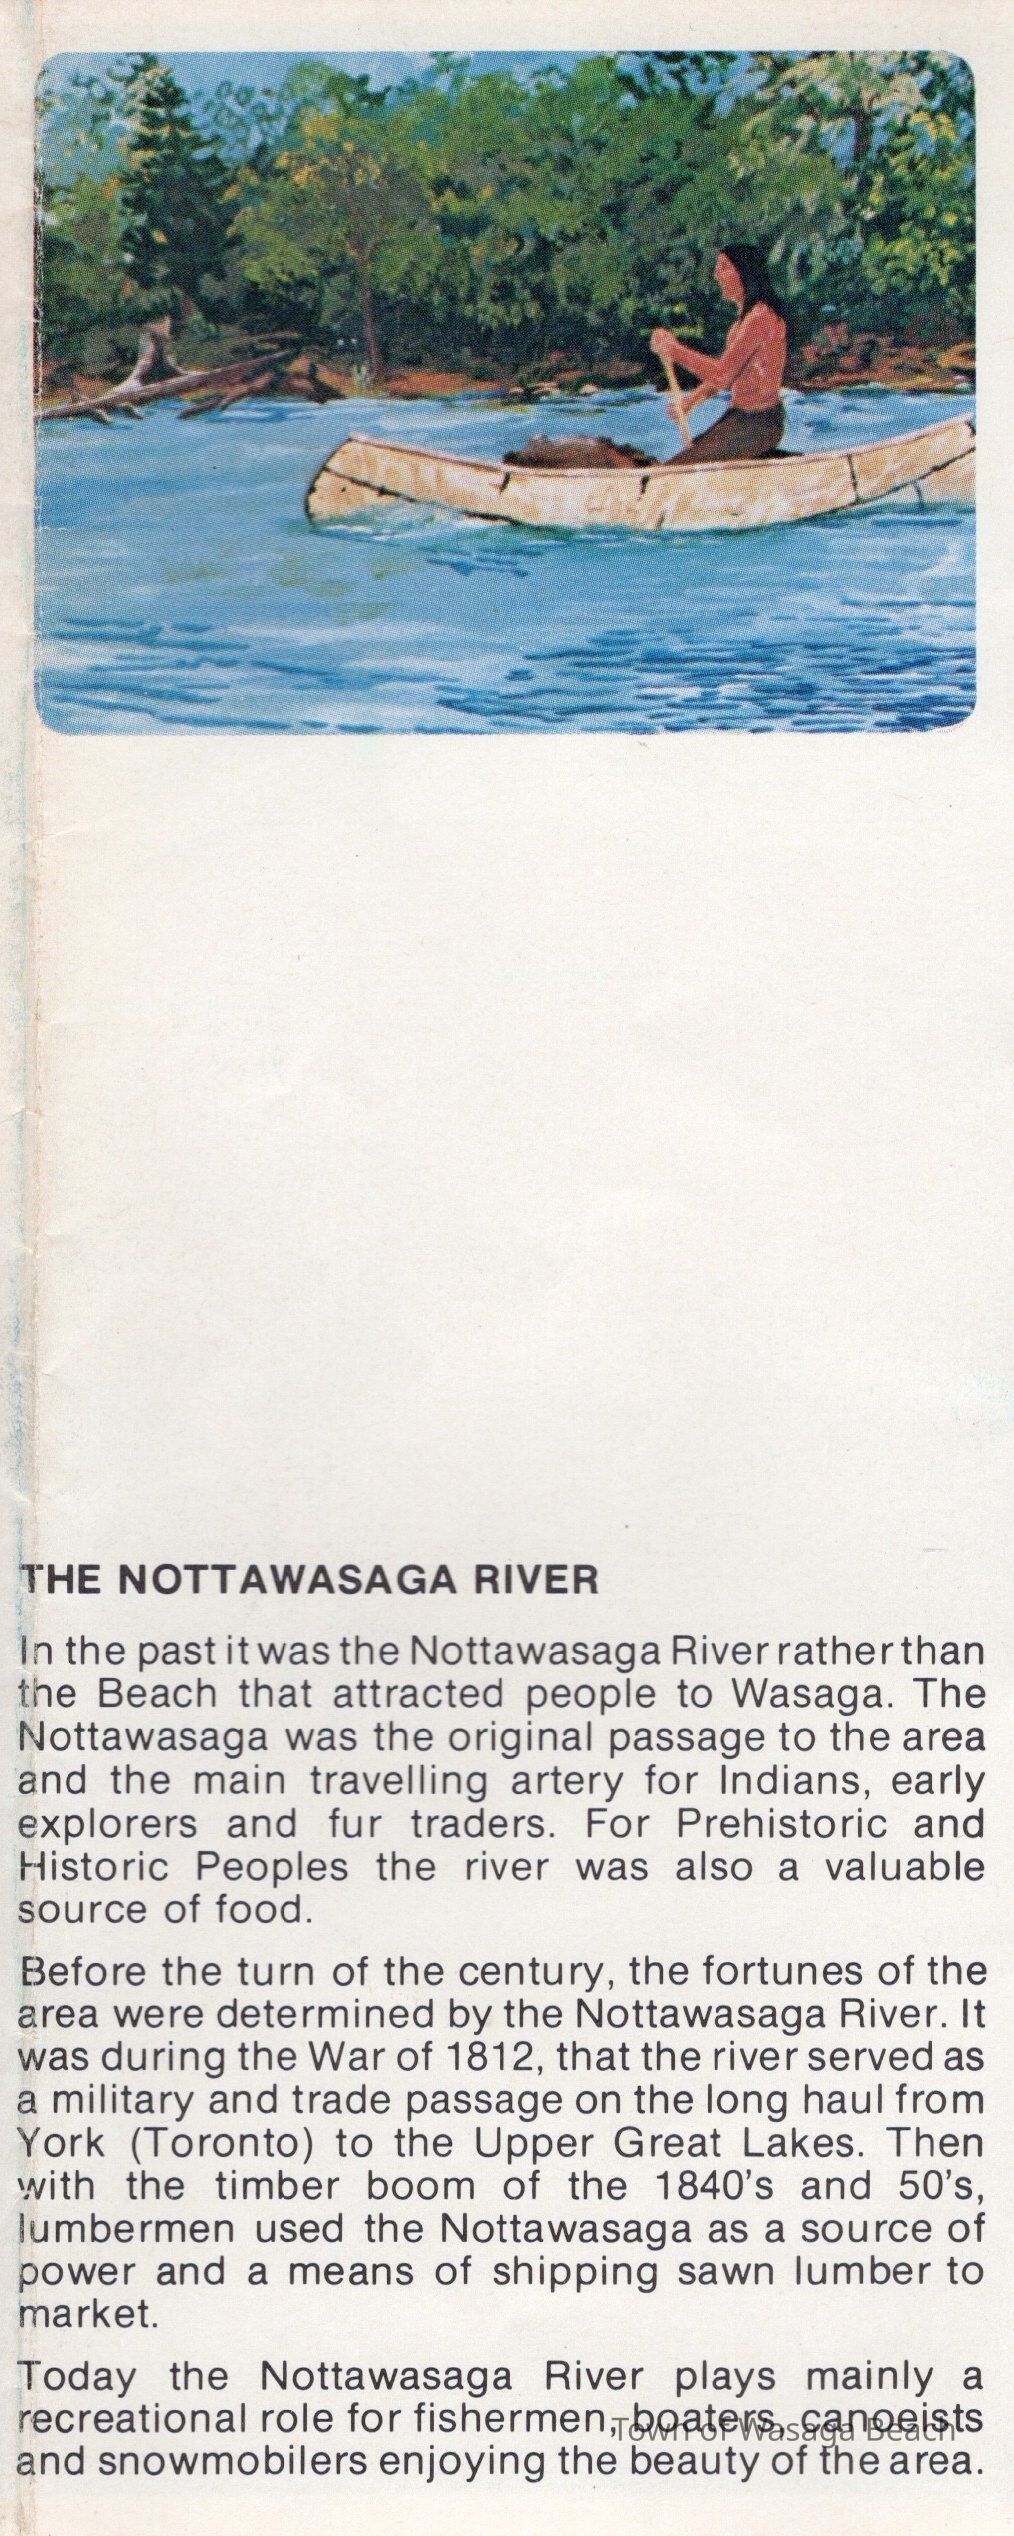 THE NOTTAWASAGA RIVER
In the past it was the Nottawasaga River rather than
the Beach that attracted people to Wasaga. The
Nottawasaga was the original passage to the area
and the main travelling artery for Indians, early
explorers and fur traders. For Prehistoric and
Historic Peoples the river was also a valuable
source of food.
Before the turn of the century, the fortunes of the
area were determined by the Nottawasaga River. It
was during the War of 1812, that the river served as
a military and trade passage on the long haul from
York (Toronto) to the Upper Great Lakes. Then
with the timber boom of the 1840's and 50's,
lumbermen used the Nottawasaga as a source of
power and a means of shipping sawn lumber to
market.
Today the Nottawasaga River plays mainly a
recreational role for fishermen, boaters, canoeists
Town of Wasaga Beach
and snowmobilers enjoying the beauty of the area.